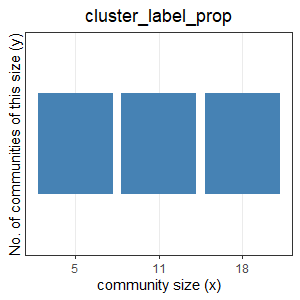 cluster_label_prop
No. of communities of this size (y)
5 11 18
community size (x)